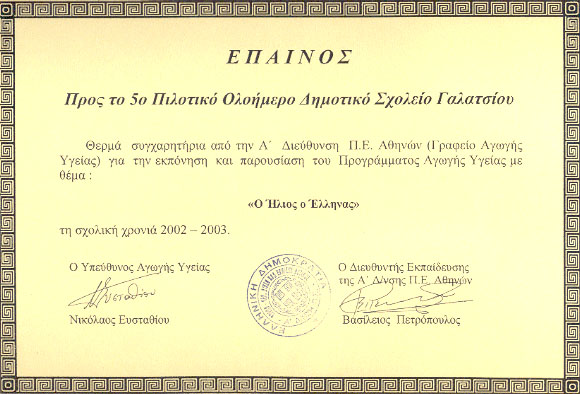 Ε Π Α Ι Ν Ο Σ
Προς το 5ο Πιλοτικό Ολοήμερο Δημοτικό Σχολείο Γαλατσίου
Θερμά συγχαρητήρια από την Α΄ Διεύθυνση Π.Ε. Αθηνών (Γραφείο Αγωγής
Υγείας) για την εκπόνηση και παρουσίαση του Προγράμματος Αγωγής Υγείας με
θέμα :
«Ο Ήλιος ο Έλληνας»
τη σχολική χρονιά 2002 – 2003.
Ο Υπεύθυνος Αγωγής Υγείας
Ευσταθίου
Νικόλαος Ευσταθίου
ΕΛΛΗΝΙΚΗ ΔΗΜΟΚΡΑΤΙΑ
Ο Διευθυντής Εκπαίδευσης
της Α΄ Δ/νσης Π.Ε. Αθηνών
Βασίλειος Πετρόπουλος